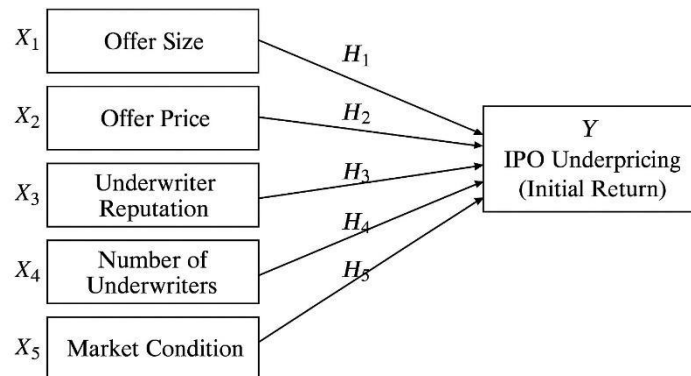 X₁
Offer Size
H₁
X₂
Offer Price
H₂
X₃
Underwriter
Reputation
H₃
X₄
Number of
Underwriters
H₄
X₅
Market Condition
H₅
Y
IPO Underpricing
(Initial Return)